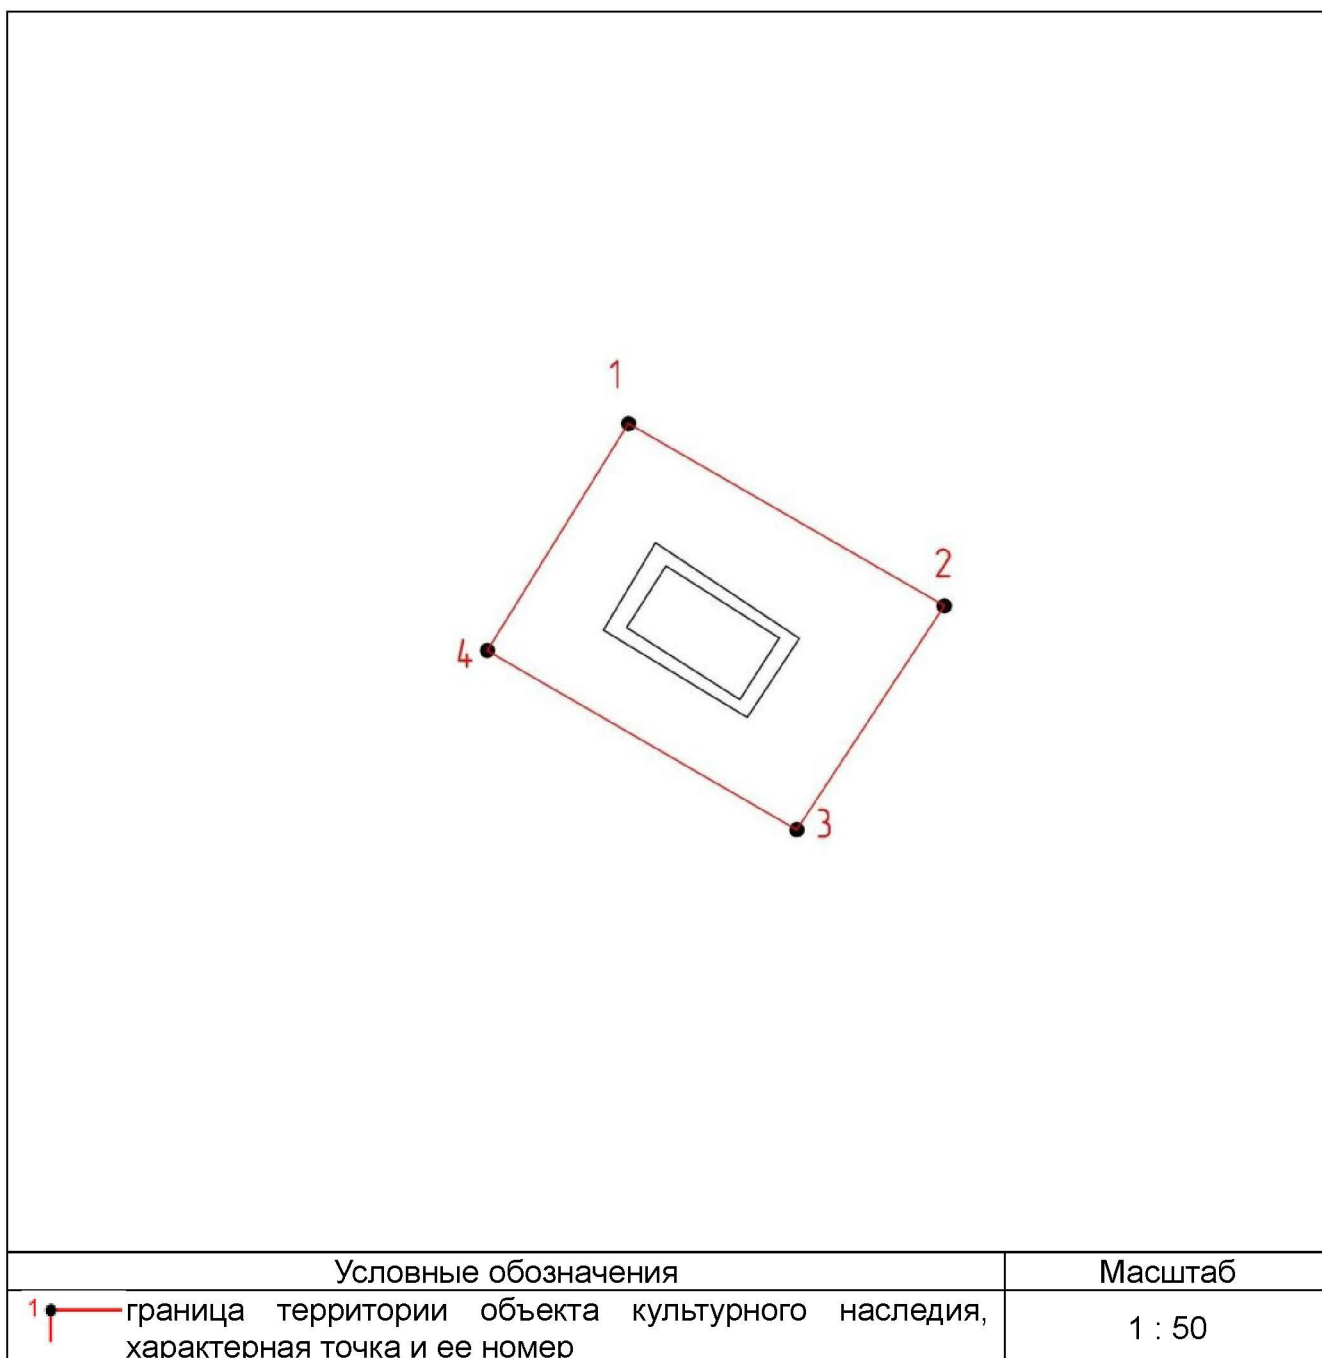 1
2
4
3
Условные обозначения
Масштаб
1 граница территории объекта культурного наследия,
характерная точка и ее номер
1 : 50